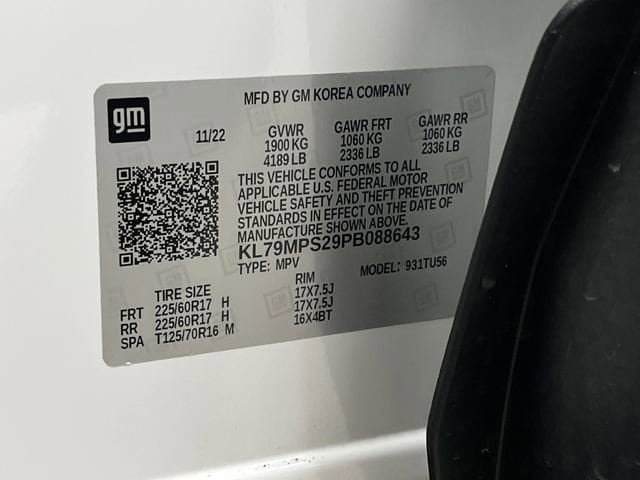 gm
MFD BY GM KOREA COMPANY
11/22 GVWR GAWR FRT GAWR RR
1900 KG 1060 KG 1060 KG
4189 LB 2336 LB 2336 LB
THIS VEHICLE CONFORMS TO ALL
APPLICABLE U.S. FEDERAL MOTOR
VEHICLE SAFETY AND THEFT PREVENTION
STANDARDS IN EFFECT ON THE DATE OF
MANUFACTURE SHOWN ABOVE.
KL79MPS29PB088643
TYPE: MPV MODEL: 931TU56
TIRE SIZE RIM
FRT 225/60R17 H 17X7.5J
RR 225/60R17 H 17X7.5J
SPA T125/70R16 M 16X4BT